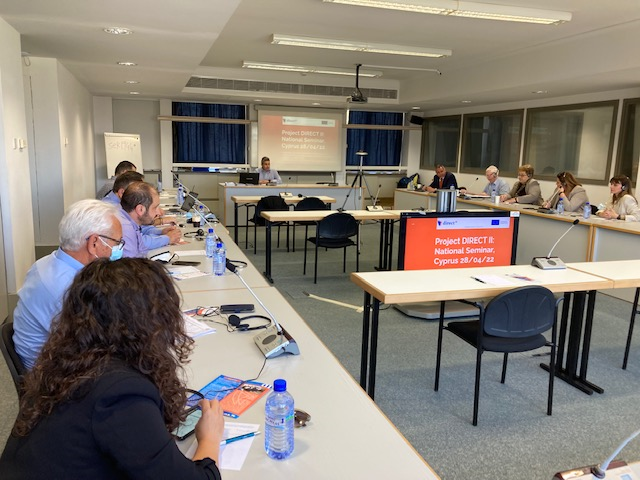 Project DIRECT II:
National Seminar,
Cyprus 28/04/22
DIRECT
Project DIRECT II:
National Seminar,
Cyprus 28/04/22